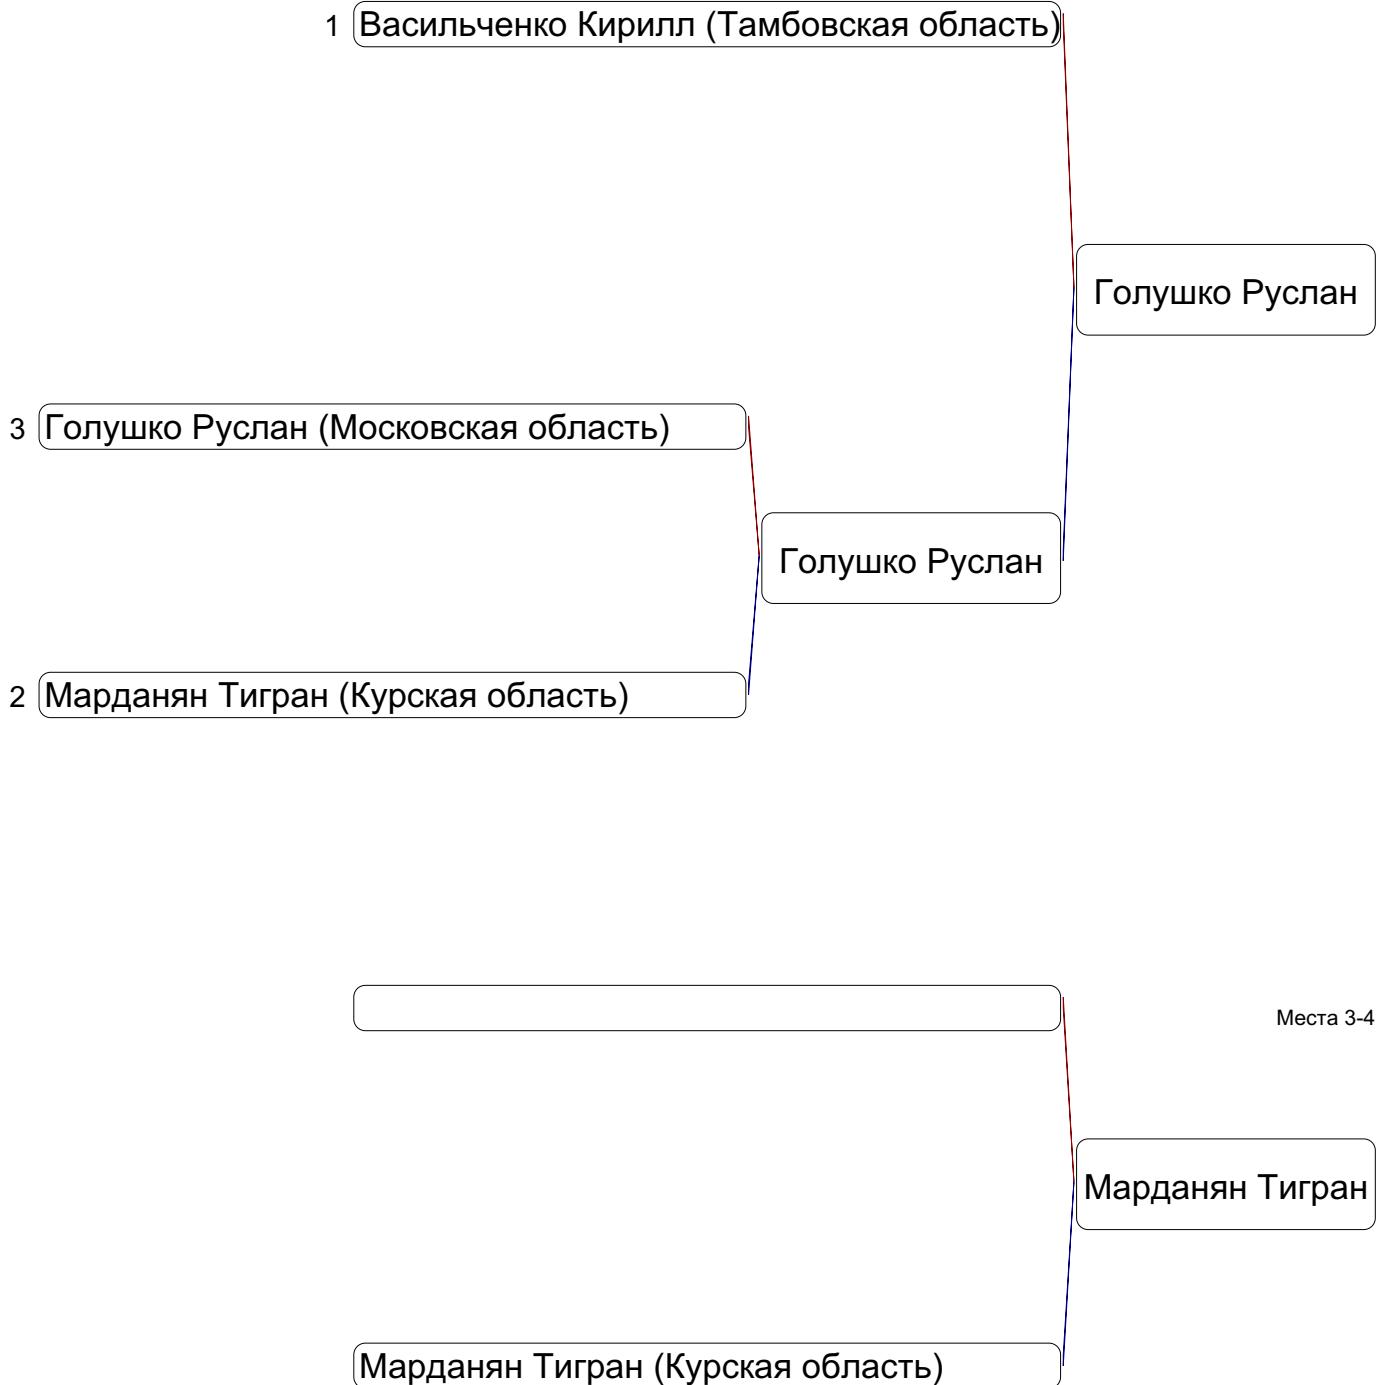 1 Васильченко Кирилл (Тамбовская область)
Голушко Руслан
3 Голушко Руслан (Московская область)
Голушко Руслан
2 Марданян Тигран (Курская область)
Места 3-4
Марданян Тигран
Марданян Тигран (Курская область)